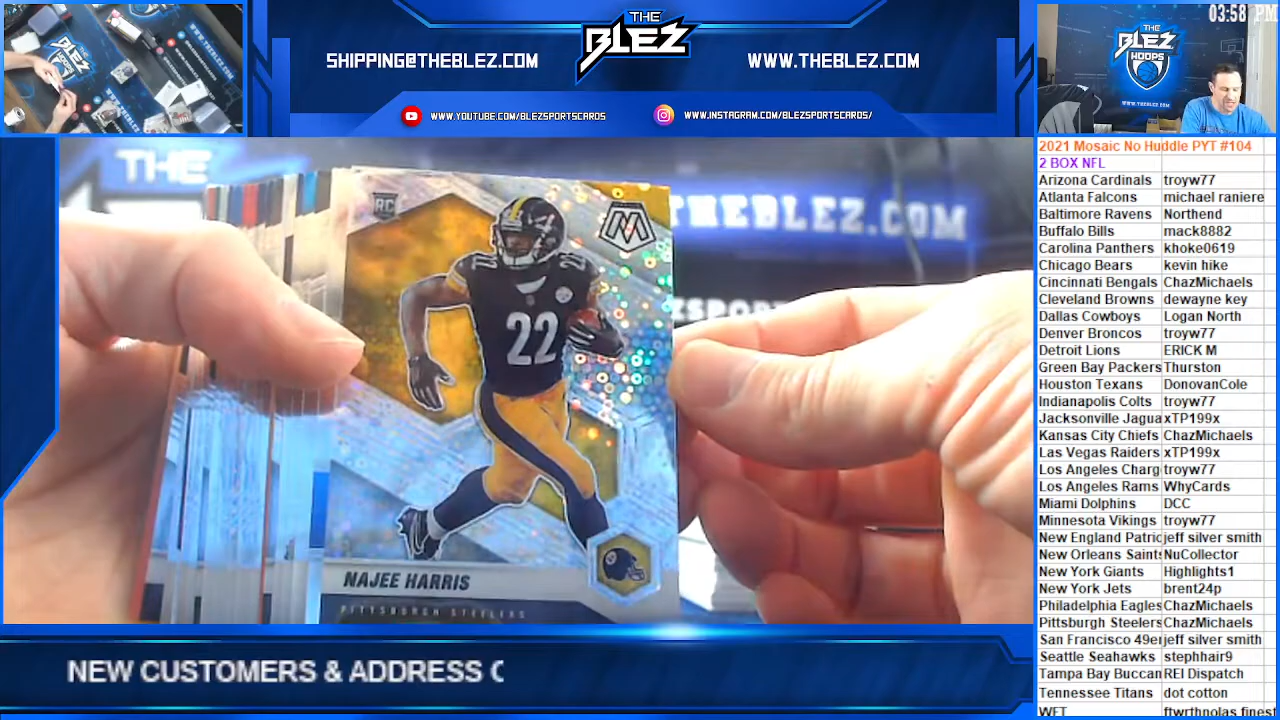 03:58 PM
THE
BLEZ
SHIPPING@THEBLEZ.COM
WWW.THEBLEZ.COM
WWW.YOUTUBE.COM/BLEZSPORTSCARDS
WWW.INSTAGRAM.COM/BLEZSPORTSCARDS/
THE
BLEZ
HOOPS
WWW.THEBLEZ.COM
THE
THEBLEZ.COM
RC
M
22
NAJEE HARRIS
PITTSBURGH STEELERS
2021 Mosaic No Huddle PYT #104
2 BOX NFL
Arizona Cardinals troyw77
Atlanta Falcons michael raniere
Baltimore Ravens Northend
Buffalo Bills mack8882
Carolina Panthers khoke0619
Chicago Bears kevin hike
Cincinnati Bengals ChazMichaels
Cleveland Browns dewayne key
Dallas Cowboys Logan North
Denver Broncos troyw77
Detroit Lions ERICK M
Green Bay Packers Thurston
Houston Texans DonovanCole
Indianapolis Colts troyw77
Jacksonville Jagua xTP199x
Kansas City Chiefs ChazMichaels
Las Vegas Raiders xTP199x
Los Angeles Charg troyw77
Los Angeles Rams WhyCards
Miami Dolphins DCC
Minnesota Vikings troyw77
New England Patric jeff silver smith
New Orleans Saints NuCollector
New York Giants Highlights1
New York Jets brent24p
Philadelphia Eagles ChazMichaels
Pittsburgh Steelers ChazMichaels
San Francisco 49er jeff silver smith
Seattle Seahawks stephhair9
Tampa Bay Buccan REI Dispatch
Tennessee Titans dot cotton
WFT ftwrthnolas finest
NEW CUSTOMERS & ADDRESS C